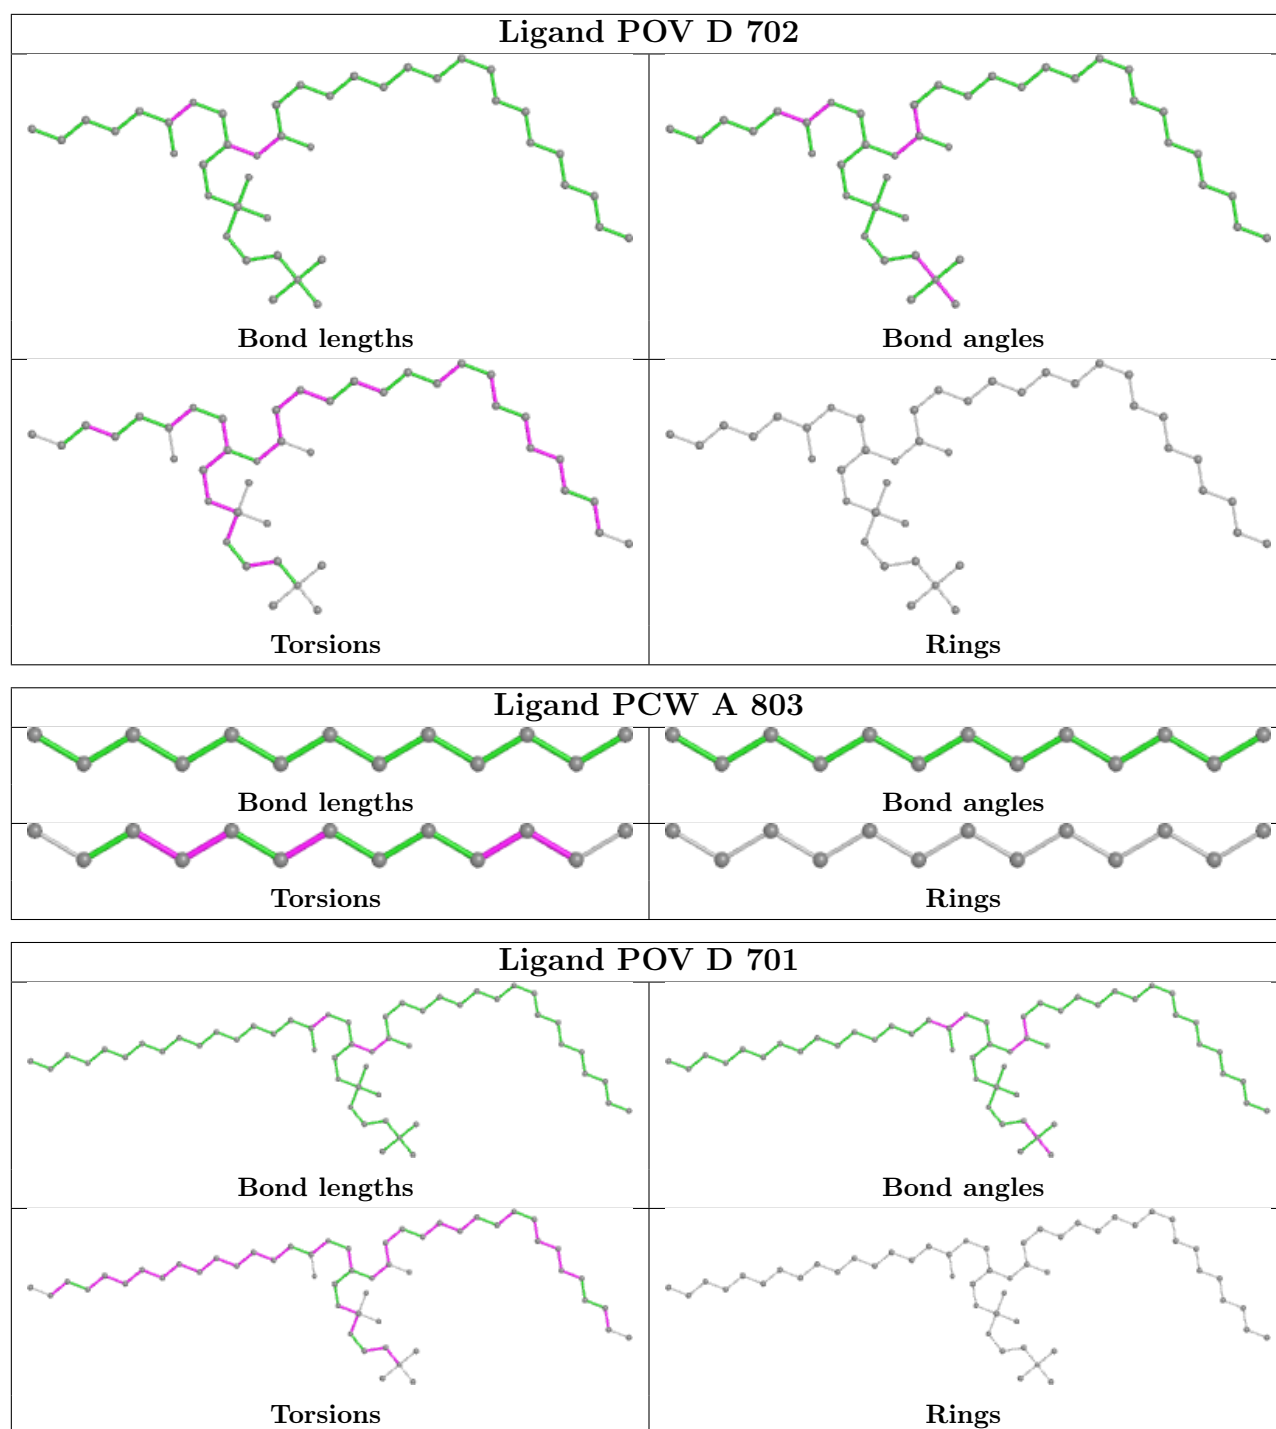 Ligand POV D 702
Bond lengths
Bond angles
Torsions
Rings
Ligand PCW A 803
Bond lengths
Bond angles
Torsions
Rings
Ligand POV D 701
Bond lengths
Bond angles
Torsions
Rings